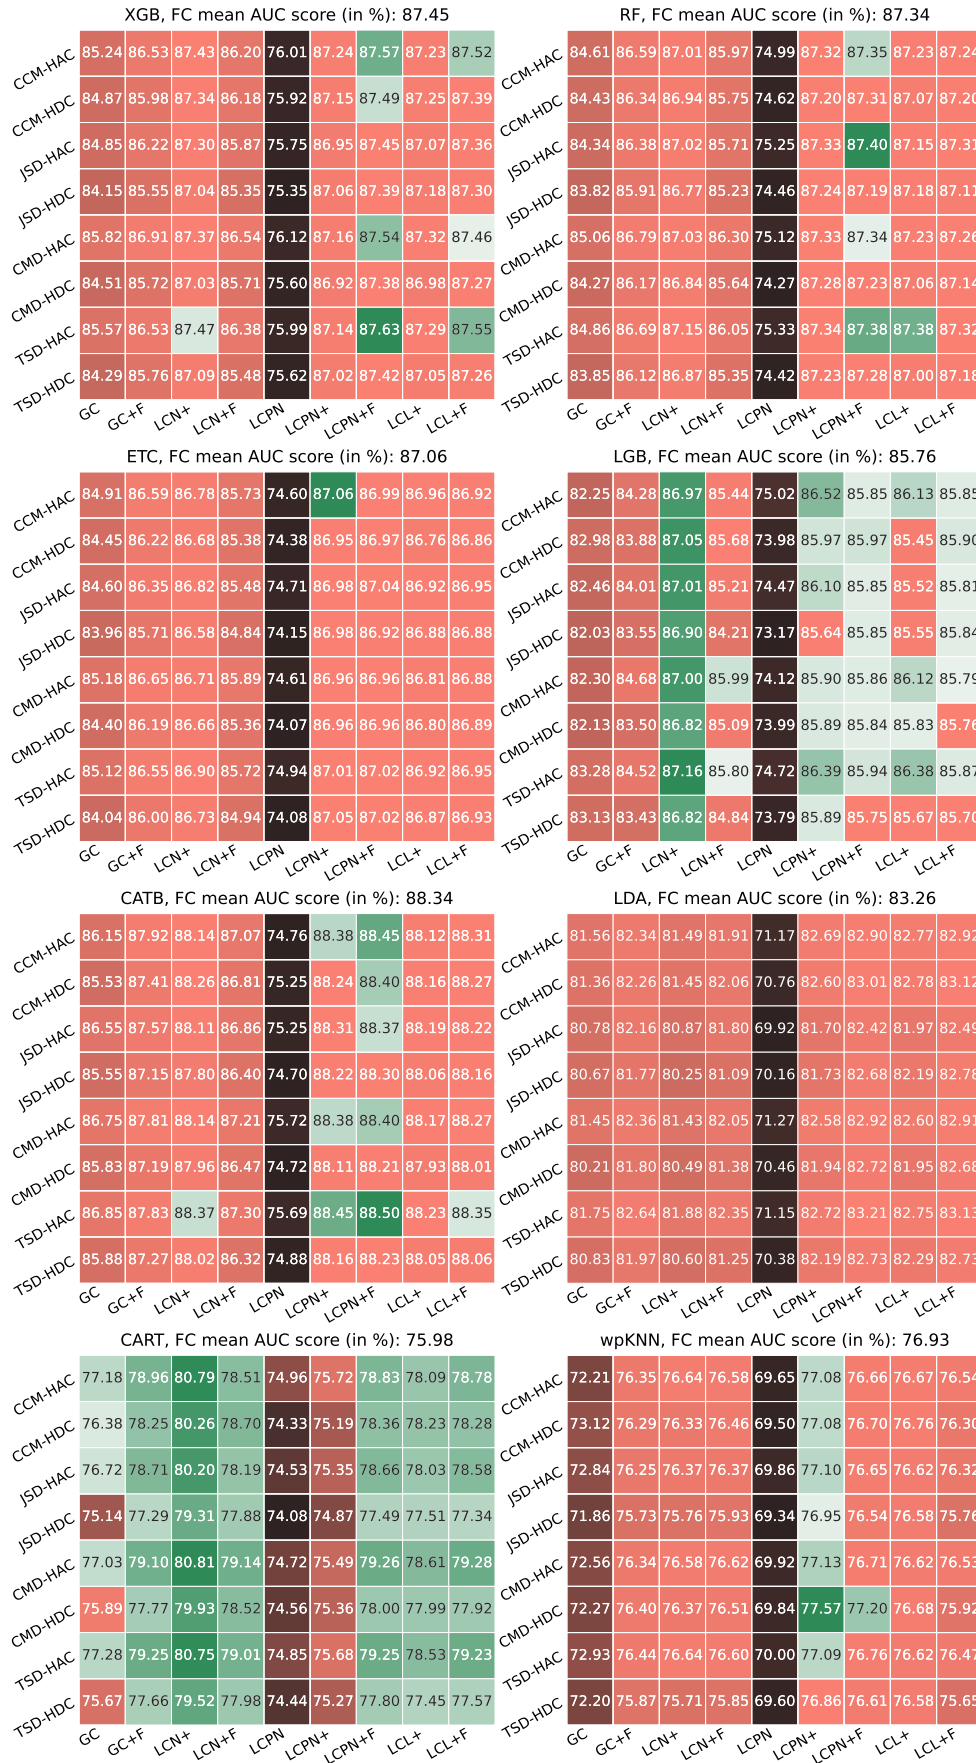 XGB, FC mean AUC score (in %): 87.45
CCM-HAC 85.24 86.53 87.43 86.20 76.01 87.24 87.57 87.23 87.52
CCM-HDC 84.87 85.98 87.34 86.18 75.92 87.15 87.49 87.25 87.39
JSD-HAC 84.85 86.22 87.30 85.87 75.75 86.95 87.45 87.07 87.36
JSD-HDC 84.15 85.55 87.04 85.35 75.35 87.06 87.39 87.18 87.30
CMD-HAC 85.82 86.91 87.37 86.54 76.12 87.16 87.54 87.32 87.46
CMD-HDC 84.51 85.72 87.03 85.71 75.60 86.92 87.38 86.98 87.27
TSD-HAC 85.57 86.53 87.47 86.38 75.99 87.14 87.63 87.29 87.55
TSD-HDC 84.29 85.76 87.09 85.48 75.62 87.02 87.42 87.05 87.26
GC GC+F LCN+ LCN+F LCPN LCPN+ LCPN+F LCL+ LCL+F
RF, FC mean AUC score (in %): 87.34
CCM-HAC 84.61 86.59 87.01 85.97 74.99 87.32 87.35 87.23 87.24
CCM-HDC 84.43 86.34 86.94 85.75 74.62 87.20 87.31 87.07 87.20
JSD-HAC 84.34 86.38 87.02 85.71 75.25 87.33 87.40 87.15 87.31
JSD-HDC 83.82 85.91 86.77 85.23 74.46 87.24 87.19 87.18 87.11
CMD-HAC 85.06 86.79 87.03 86.30 75.12 87.33 87.34 87.23 87.26
CMD-HDC 84.27 86.17 86.84 85.64 74.27 87.28 87.23 87.06 87.14
TSD-HAC 84.86 86.69 87.15 86.05 75.33 87.34 87.38 87.38 87.32
TSD-HDC 83.85 86.12 86.87 85.35 74.42 87.23 87.28 87.00 87.18
GC GC+F LCN+ LCN+F LCPN LCPN+ LCPN+F LCL+ LCL+F
ETC, FC mean AUC score (in %): 87.06
CCM-HAC 84.91 86.59 86.78 85.73 74.60 87.06 86.99 86.96 86.92
CCM-HDC 84.45 86.22 86.68 85.38 74.38 86.95 86.97 86.76 86.86
JSD-HAC 84.60 86.35 86.82 85.48 74.71 86.98 87.04 86.92 86.95
JSD-HDC 83.96 85.71 86.58 84.84 74.15 86.98 86.92 86.88 86.88
CMD-HAC 85.18 86.65 86.71 85.89 74.61 86.96 86.96 86.81 86.88
CMD-HDC 84.40 86.19 86.66 85.36 74.07 86.96 86.96 86.80 86.89
TSD-HAC 85.12 86.55 86.90 85.72 74.94 87.01 87.02 86.92 86.95
TSD-HDC 84.04 86.00 86.73 84.94 74.08 87.05 87.02 86.87 86.93
GC GC+F LCN+ LCN+F LCPN LCPN+ LCPN+F LCL+ LCL+F
LGB, FC mean AUC score (in %): 85.76
CCM-HAC 82.25 84.28 86.97 85.44 75.02 86.52 85.85 86.13 85.85
CCM-HDC 82.98 83.88 87.05 85.68 73.98 85.97 85.97 85.45 85.90
JSD-HAC 82.46 84.01 87.01 85.21 74.47 86.10 85.85 85.52 85.81
JSD-HDC 82.03 83.55 86.90 84.21 73.17 85.64 85.85 85.55 85.84
CMD-HAC 82.30 84.68 87.00 85.99 74.12 85.90 85.86 86.12 85.79
CMD-HDC 82.13 83.50 86.82 85.09 73.99 85.89 85.84 85.83 85.76
TSD-HAC 83.28 84.52 87.16 85.80 74.72 86.39 85.94 86.38 85.87
TSD-HDC 83.13 83.43 86.82 84.84 73.79 85.89 85.75 85.67 85.70
GC GC+F LCN+ LCN+F LCPN LCPN+ LCPN+F LCL+ LCL+F
CATB, FC mean AUC score (in %): 88.34
CCM-HAC 86.15 87.92 88.14 87.07 74.76 88.38 88.45 88.12 88.31
CCM-HDC 85.53 87.41 88.26 86.81 75.25 88.24 88.40 88.16 88.27
JSD-HAC 86.55 87.57 88.11 86.86 75.25 88.31 88.37 88.19 88.22
JSD-HDC 85.55 87.15 87.80 86.40 74.70 88.22 88.30 88.06 88.16
CMD-HAC 86.75 87.81 88.14 87.21 75.72 88.38 88.40 88.17 88.27
CMD-HDC 85.83 87.19 87.96 86.47 74.72 88.11 88.21 87.93 88.01
TSD-HAC 86.85 87.83 88.37 87.30 75.69 88.45 88.50 88.23 88.35
TSD-HDC 85.88 87.27 88.02 86.32 74.88 88.16 88.23 88.05 88.06
GC GC+F LCN+ LCN+F LCPN LCPN+ LCPN+F LCL+ LCL+F
LDA, FC mean AUC score (in %): 83.26
CCM-HAC 81.56 82.34 81.49 81.91 71.17 82.69 82.90 82.77 82.92
CCM-HDC 81.36 82.26 81.45 82.06 70.76 82.60 83.01 82.78 83.12
JSD-HAC 80.78 82.16 80.87 81.80 69.92 81.70 82.42 81.97 82.49
JSD-HDC 80.67 81.77 80.25 81.09 70.16 81.73 82.68 82.19 82.78
CMD-HAC 81.45 82.36 81.43 82.05 71.27 82.58 82.92 82.60 82.91
CMD-HDC 80.21 81.80 80.49 81.38 70.46 81.94 82.72 81.95 82.68
TSD-HAC 81.75 82.64 81.88 82.35 71.15 82.72 83.21 82.75 83.13
TSD-HDC 80.83 81.97 80.60 81.25 70.38 82.19 82.73 82.29 82.73
GC GC+F LCN+ LCN+F LCPN LCPN+ LCPN+F LCL+ LCL+F
CART, FC mean AUC score (in %): 75.98
CCM-HAC 77.18 78.96 80.79 78.51 74.96 75.72 78.83 78.09 78.78
CCM-HDC 76.38 78.25 80.26 78.70 74.33 75.19 78.36 78.23 78.28
JSD-HAC 76.72 78.71 80.20 78.19 74.53 75.35 78.66 78.03 78.58
JSD-HDC 75.14 77.29 79.31 77.88 74.08 74.87 77.49 77.51 77.34
CMD-HAC 77.03 79.10 80.81 79.14 74.72 75.49 79.26 78.61 79.28
CMD-HDC 75.89 77.77 79.93 78.52 74.56 75.36 78.00 77.99 77.92
TSD-HAC 77.28 79.25 80.75 79.01 74.85 75.68 79.25 78.53 79.23
TSD-HDC 75.67 77.66 79.52 77.98 74.44 75.27 77.80 77.45 77.57
GC GC+F LCN+ LCN+F LCPN LCPN+ LCPN+F LCL+ LCL+F
wpKNN, FC mean AUC score (in %): 76.93
CCM-HAC 72.21 76.35 76.64 76.58 69.65 77.08 76.66 76.67 76.54
CCM-HDC 73.12 76.29 76.33 76.46 69.50 77.08 76.70 76.76 76.30
JSD-HAC 72.84 76.25 76.37 76.37 69.86 77.10 76.65 76.62 76.32
JSD-HDC 71.86 75.73 75.76 75.93 69.34 76.95 76.54 76.58 75.76
CMD-HAC 72.56 76.34 76.58 76.62 69.92 77.13 76.71 76.62 76.53
CMD-HDC 72.27 76.40 76.37 76.51 69.84 77.57 77.20 76.68 75.92
TSD-HAC 72.93 76.44 76.64 76.60 70.00 77.09 76.76 76.62 76.47
TSD-HDC 72.20 75.87 75.71 75.85 69.60 76.86 76.61 76.58 75.65
GC GC+F LCN+ LCN+F LCPN LCPN+ LCPN+F LCL+ LCL+F